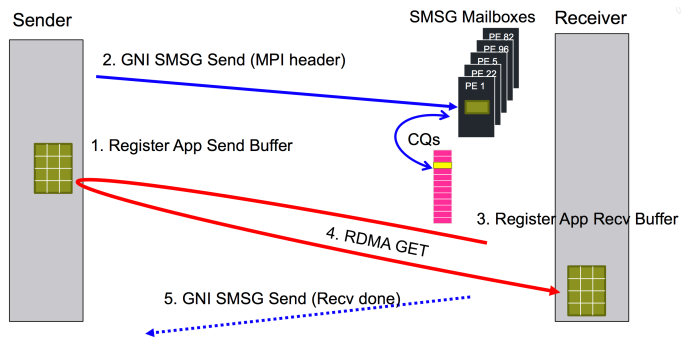 Sender
SMSG Mailboxes
Receiver
PE 82
PE 96
PE 5
PE 22
PE 1
2. GNI SMSG Send (MPI header)
1. Register App Send Buffer
CQs
3. Register App Recv Buffer
4. RDMA GET
5. GNI SMSG Send (Recv done)